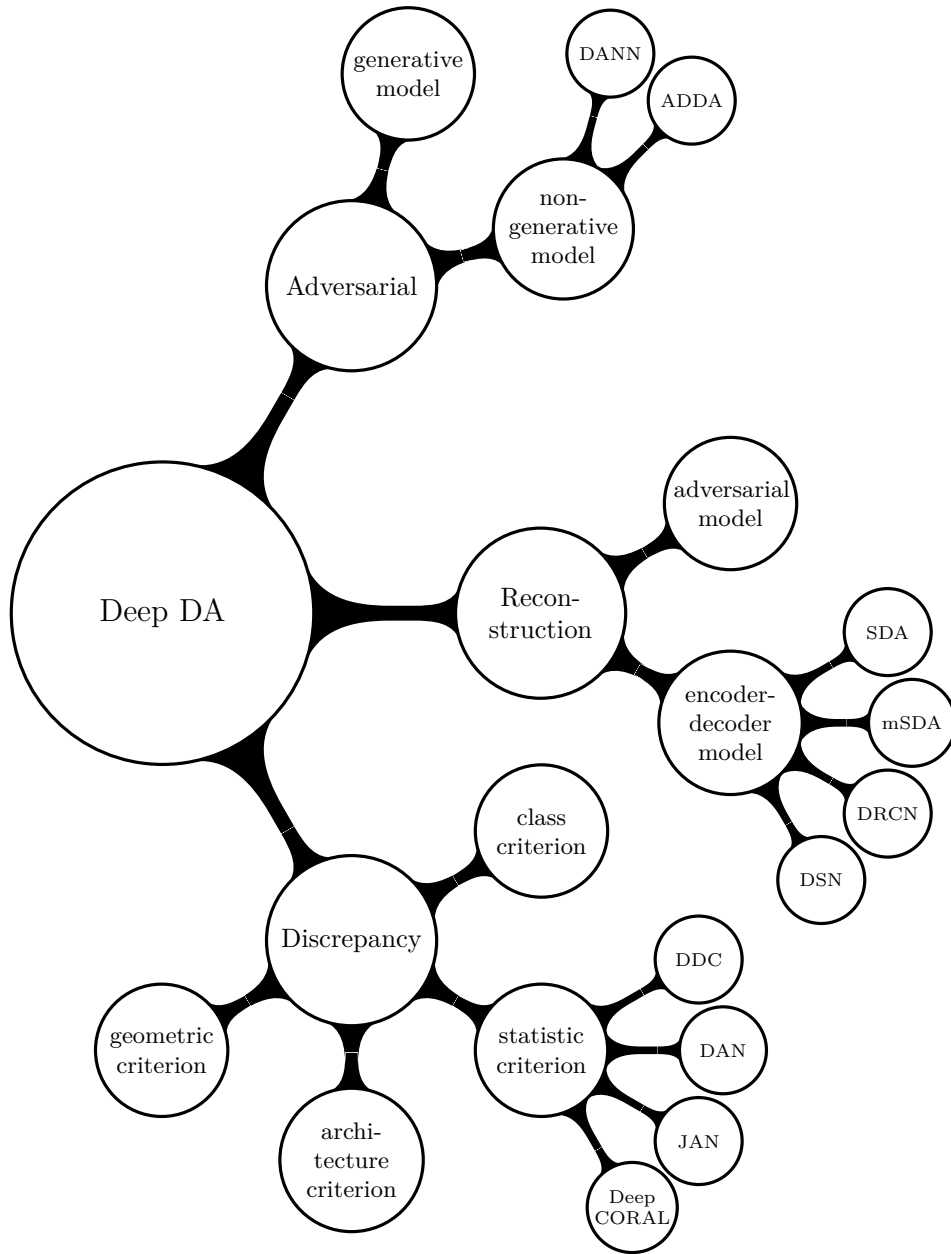 generative
model
DANN
ADDA
non-
generative
model
Adversarial
adversarial
model
Deep DA
Recon-
struction
SDA
encoder-
decoder
model
mSDA
DRCN
DSN
class
criterion
Discrepancy
DDC
geometric
criterion
statistic
criterion
DAN
archi-
tecture
criterion
JAN
Deep
CORAL